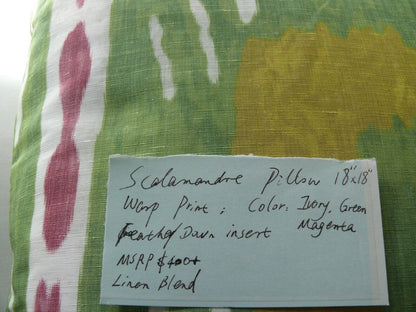 Scalamandre Pillow 18"x18"
Warp Print; Color: Ivory, Green
Feather/Down insert Magenta
MSRP $400+
Linen Blend